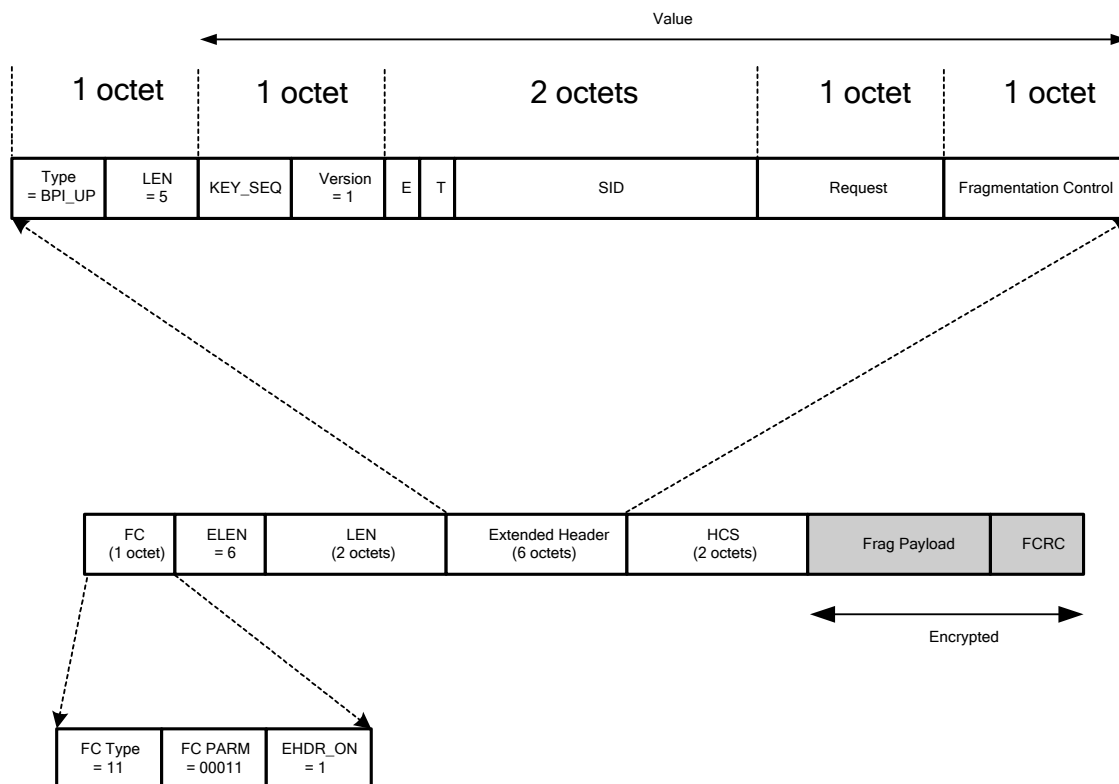 Value
1 octet
1 octet
2 octets
1 octet
1 octet
Type
= BPI_UP
LEN
= 5
KEY_SEQ
Version
= 1
E
T
SID
Request
Fragmentation Control
FC
(1 octet)
ELEN
= 6
LEN
(2 octets)
Extended Header
(6 octets)
HCS
(2 octets)
Frag Payload
FCRC
Encrypted
FC Type
= 11
FC PARM
= 00011
EHDR_ON
= 1